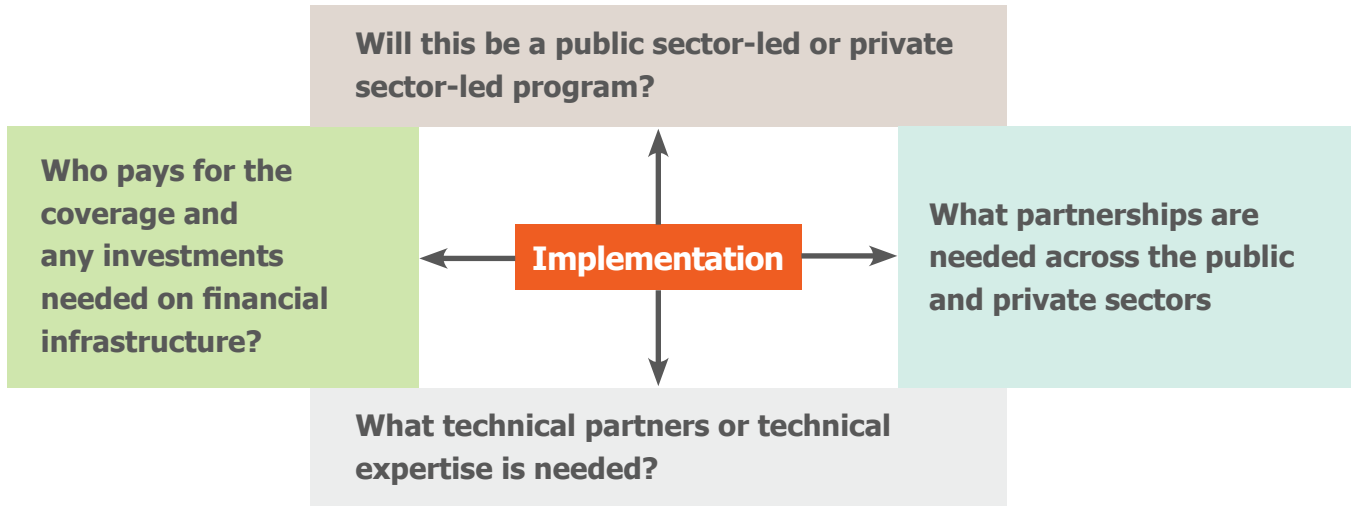 Will this be a public sector-led or private
sector-led program?
Who pays for the
coverage and
any investments
needed on financial
infrastructure?
Implementation
What partnerships are
needed across the public
and private sectors
What technical partners or technical
expertise is needed?